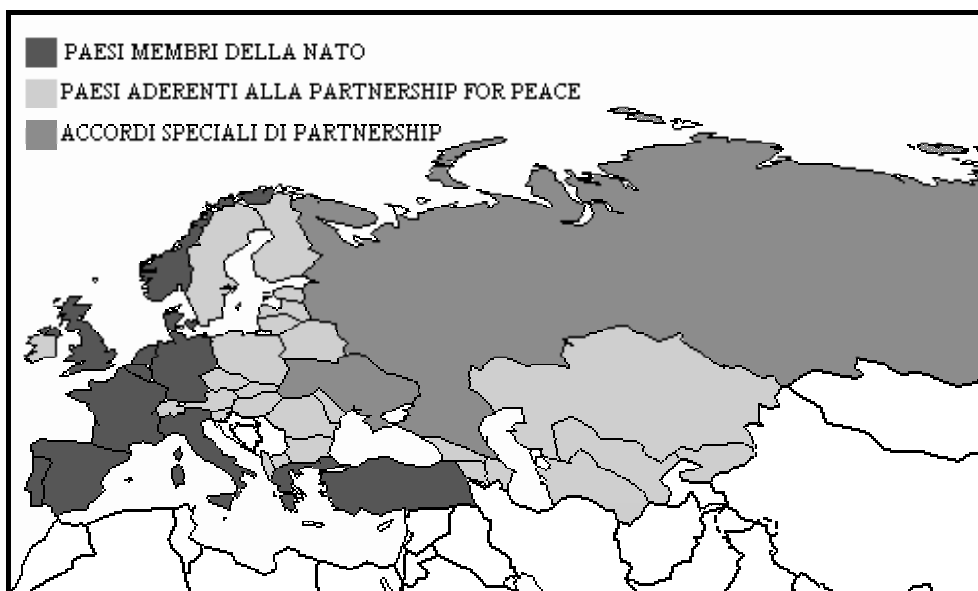 PAESI MEMBRI DELLA NATO
PAESI ADERENTI ALLA PARTNERSHIP FOR PEACE
ACCORDI SPECIALI DI PARTNERSHIP